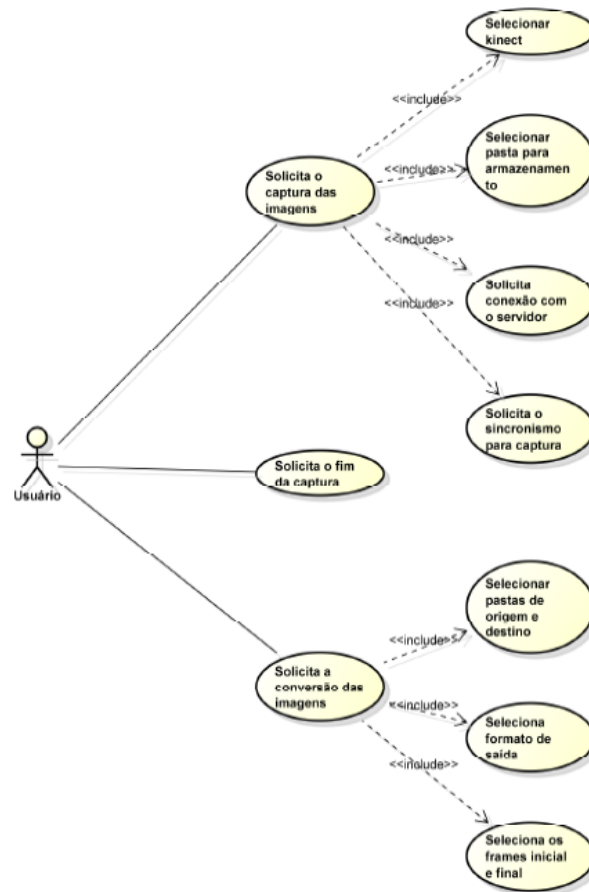 Selecionar
kinect
<<include>>
Selecionar
pasta para
armazenamen
to
<<include>>
Solicita o
captura das
imagens
<<include>>
Solicita
conexão com
o servidor
<<include>>
Solicita o
sincronismo
para captura
Usuário
Solicita o fim
da captura
Selecionar
pastas de
origem e
destino
<<include>>
Solicita a
conversão das
imagens
<<include>>
Seleciona
formato de
saída
<<include>>
Seleciona os
frames inicial
e final